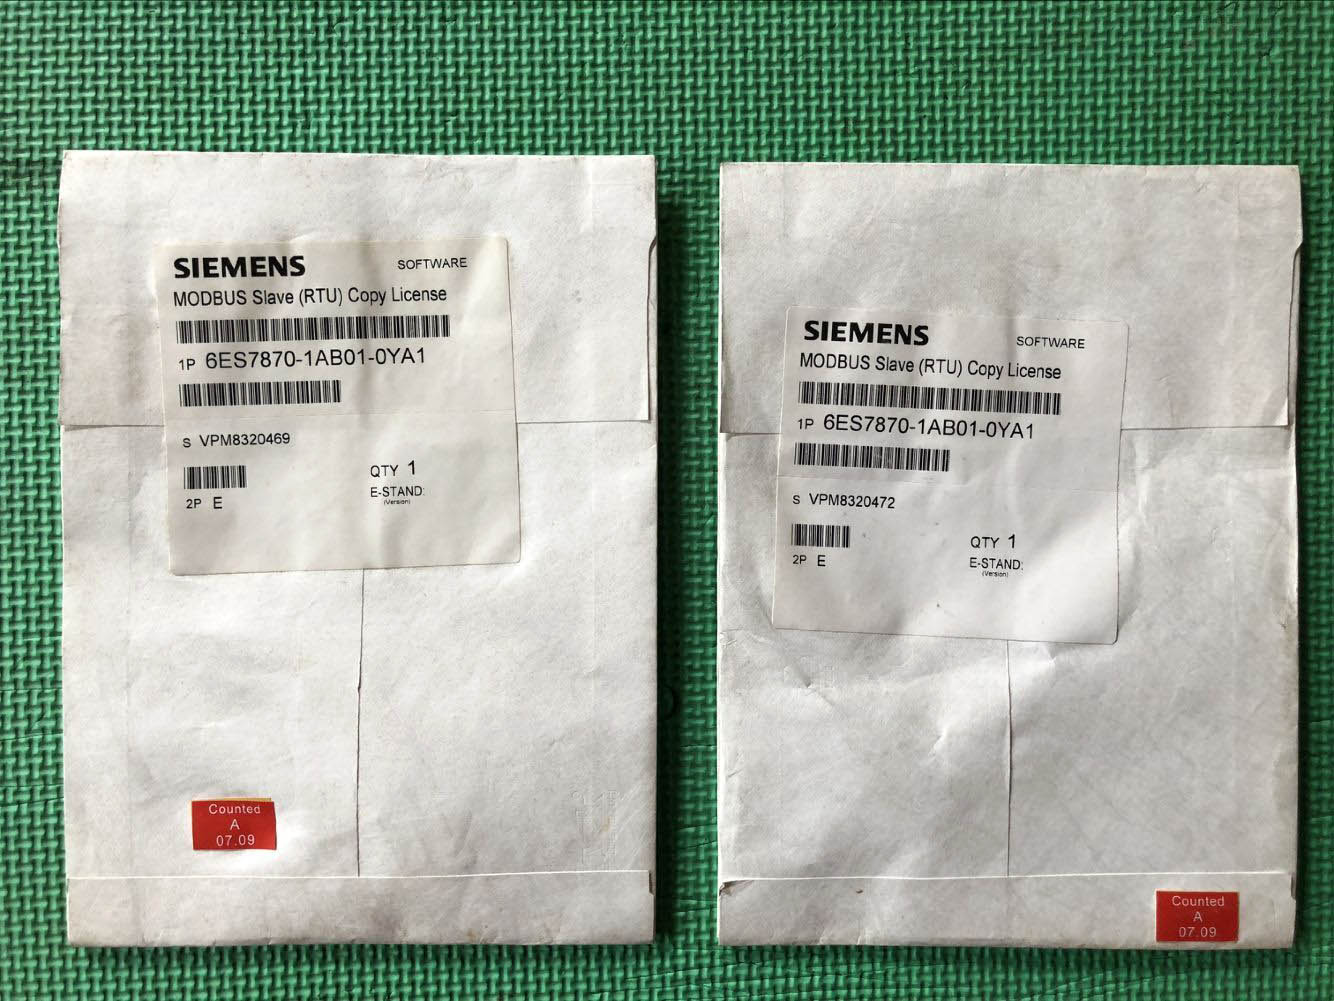 SIEMENS
SOFTWARE
MODBUS Slave (RTU) Copy License
1P 6ES7870-1AB01-0YA1
S VPM8320469
QTY 1
2P E
E-STAND:
(Version)
Counted
A
07.09
SIEMENS
SOFTWARE
MODBUS Slave (RTU) Copy License
1P 6ES7870-1AB01-0YA1
S VPM8320472
QTY 1
2P E
E-STAND:
(Version)
Counted
A
07.09